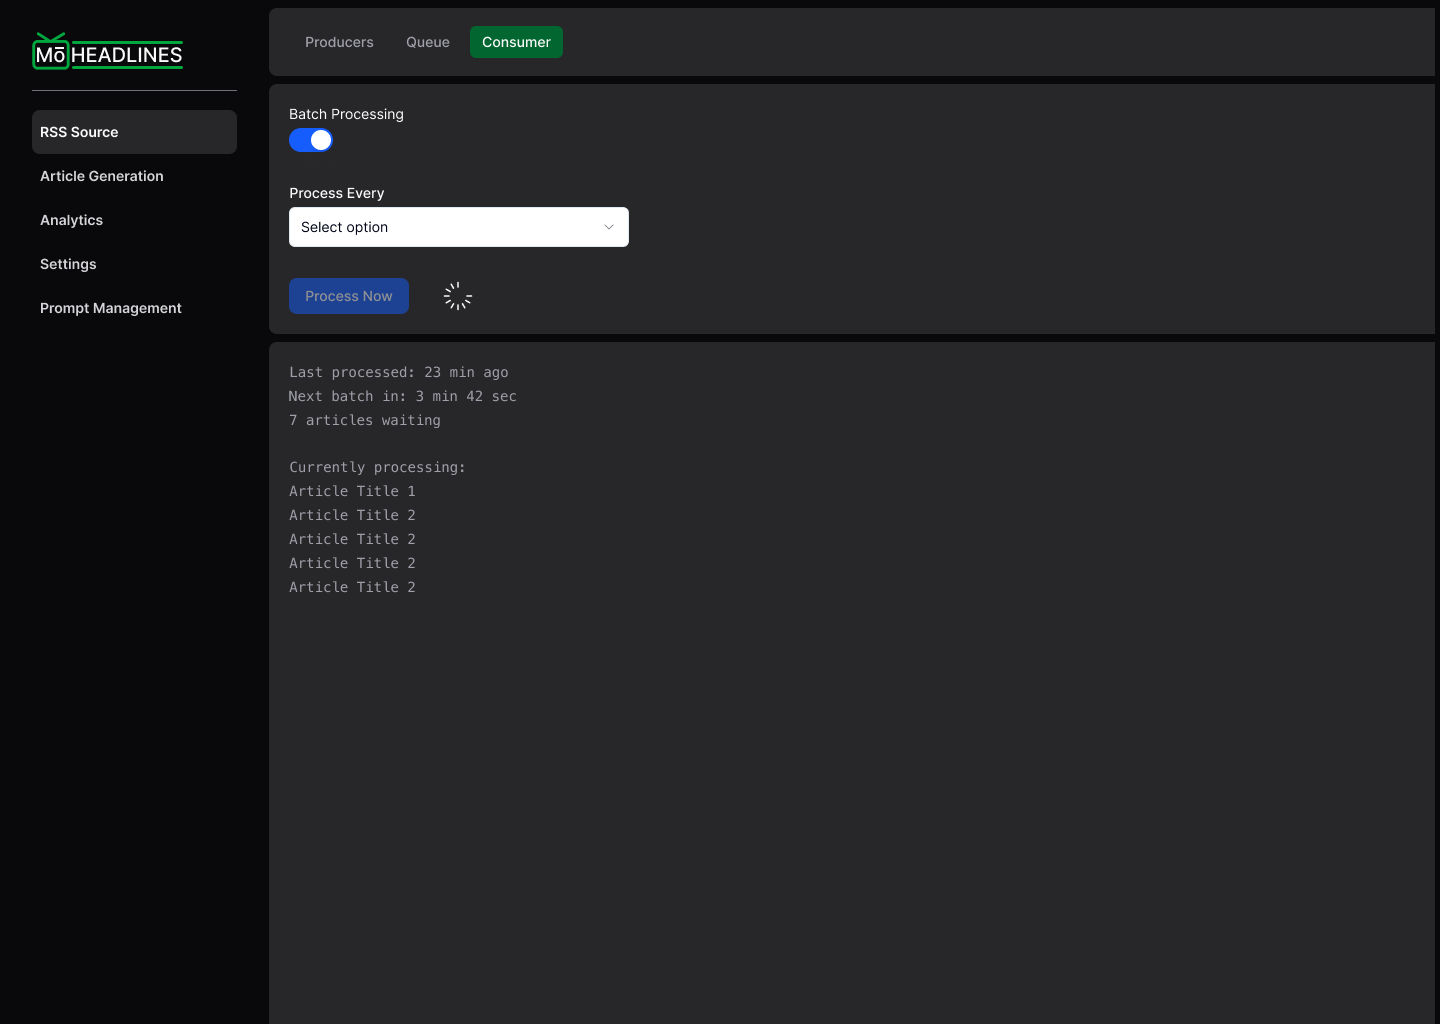 Mō HEADLINES
RSS Source
Article Generation
Analytics
Settings
Prompt Management
Producers Queue Consumer
Batch Processing
Process Every
Select option
Process Now
Last processed: 23 min ago
Next batch in: 3 min 42 sec
7 articles waiting
Currently processing:
Article Title 1
Article Title 2
Article Title 2
Article Title 2
Article Title 2